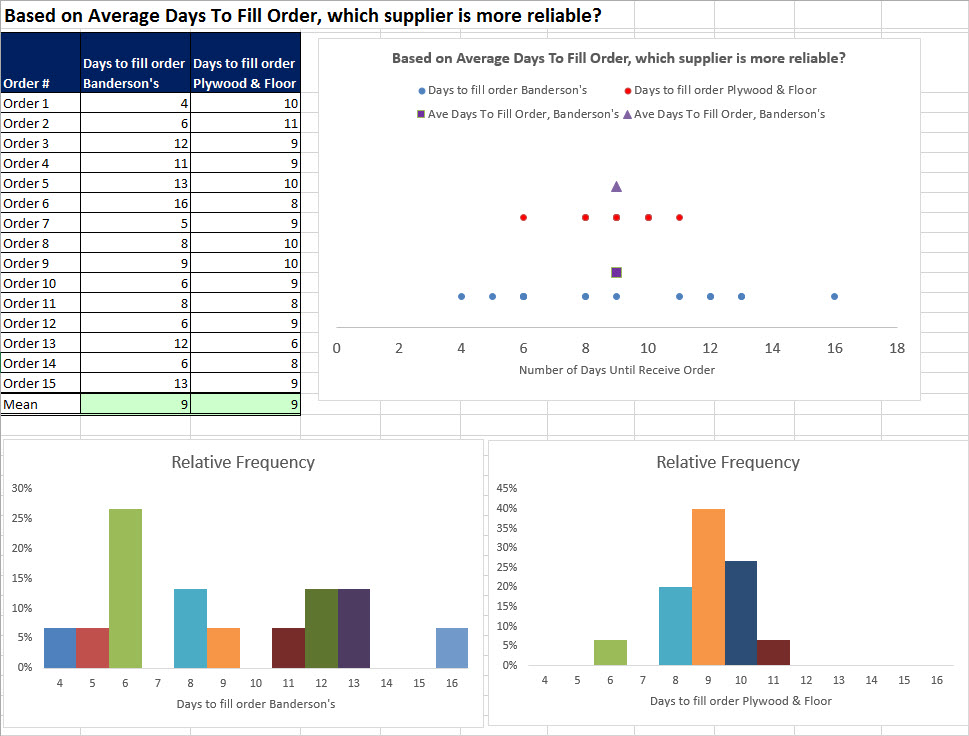 Based on Average Days To Fill Order, which supplier is more reliable?
Order # Days to fill order Banderson's Days to fill order Plywood & Floor
Order 1 4 10
Order 2 6 11
Order 3 12 9
Order 4 11 9
Order 5 13 10
Order 6 16 8
Order 7 5 9
Order 8 8 10
Order 9 9 10
Order 10 6 9
Order 11 8 8
Order 12 6 9
Order 13 12 6
Order 14 6 8
Order 15 13 9
Mean 9 9
Based on Average Days To Fill Order, which supplier is more reliable?
Days to fill order Banderson's Days to fill order Plywood & Floor
Ave Days To Fill Order, Banderson's Ave Days To Fill Order, Banderson's
0 2 4 6 8 10 12 14 16 18
Number of Days Until Receive Order
Relative Frequency
30%
25%
20%
15%
10%
5%
0%
4 5 6 7 8 9 10 11 12 13 14 15 16
Days to fill order Banderson's
Relative Frequency
45%
40%
35%
30%
25%
20%
15%
10%
5%
0%
4 5 6 7 8 9 10 11 12 13 14 15 16
Days to fill order Plywood & Floor